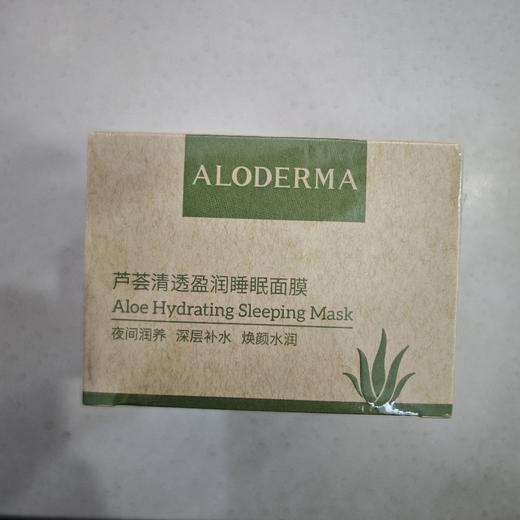 ALODERMA
芦荟清透盈润睡眠面膜
Aloe Hydrating Sleeping Mask
夜间润养 深层补水 焕颜水润